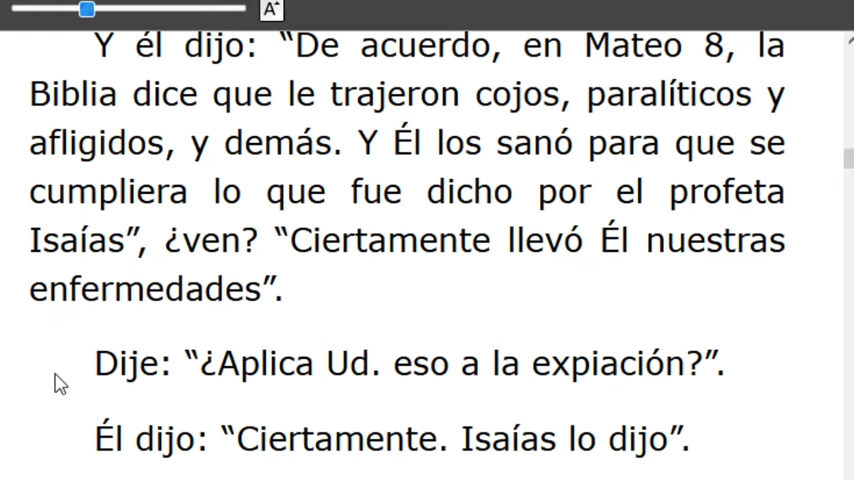 A
Y él dijo: “De acuerdo, en Mateo 8, la
Biblia dice que le trajeron cojos, paralíticos y
afligidos, y demás. Y Él los sanó para que se
cumpliera lo que fue dicho por el profeta
Isaías”, ¿ven? “Ciertamente llevó Él nuestras
enfermedades”.
Dije: “¿Aplica Ud. eso a la expiación?”.
Él dijo: “Ciertamente. Isaías lo dijo”.